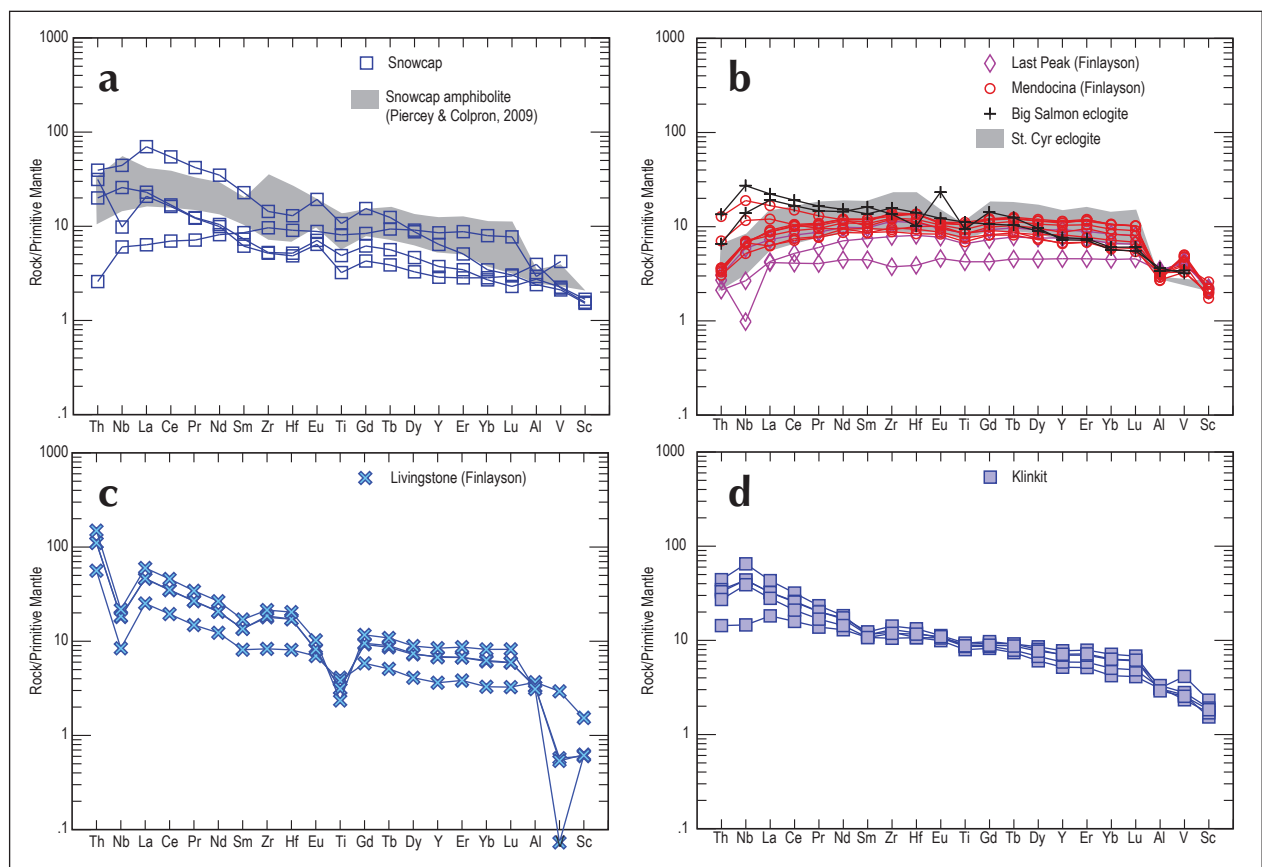 a
Snowcap
Snowcap amphibolite
(Piercey & Colpron, 2009)
Rock/Primitive Mantle
1000
100
10
1
.1
Th Nb La Ce Pr Nd Sm Zr Hf Eu Ti Gd Tb Dy Y Er Yb Lu Al V Sc
b
Last Peak (Finlayson)
Mendocina (Finlayson)
Big Salmon eclogite
St. Cyr eclogite
Rock/Primitive Mantle
1000
100
10
1
.1
Th Nb La Ce Pr Nd Sm Zr Hf Eu Ti Gd Tb Dy Y Er Yb Lu Al V Sc
c
Livingstone (Finlayson)
Rock/Primitive Mantle
1000
100
10
1
.1
Th Nb La Ce Pr Nd Sm Zr Hf Eu Ti Gd Tb Dy Y Er Yb Lu Al V Sc
d
Klinkit
Rock/Primitive Mantle
1000
100
10
1
.1
Th Nb La Ce Pr Nd Sm Zr Hf Eu Ti Gd Tb Dy Y Er Yb Lu Al V Sc